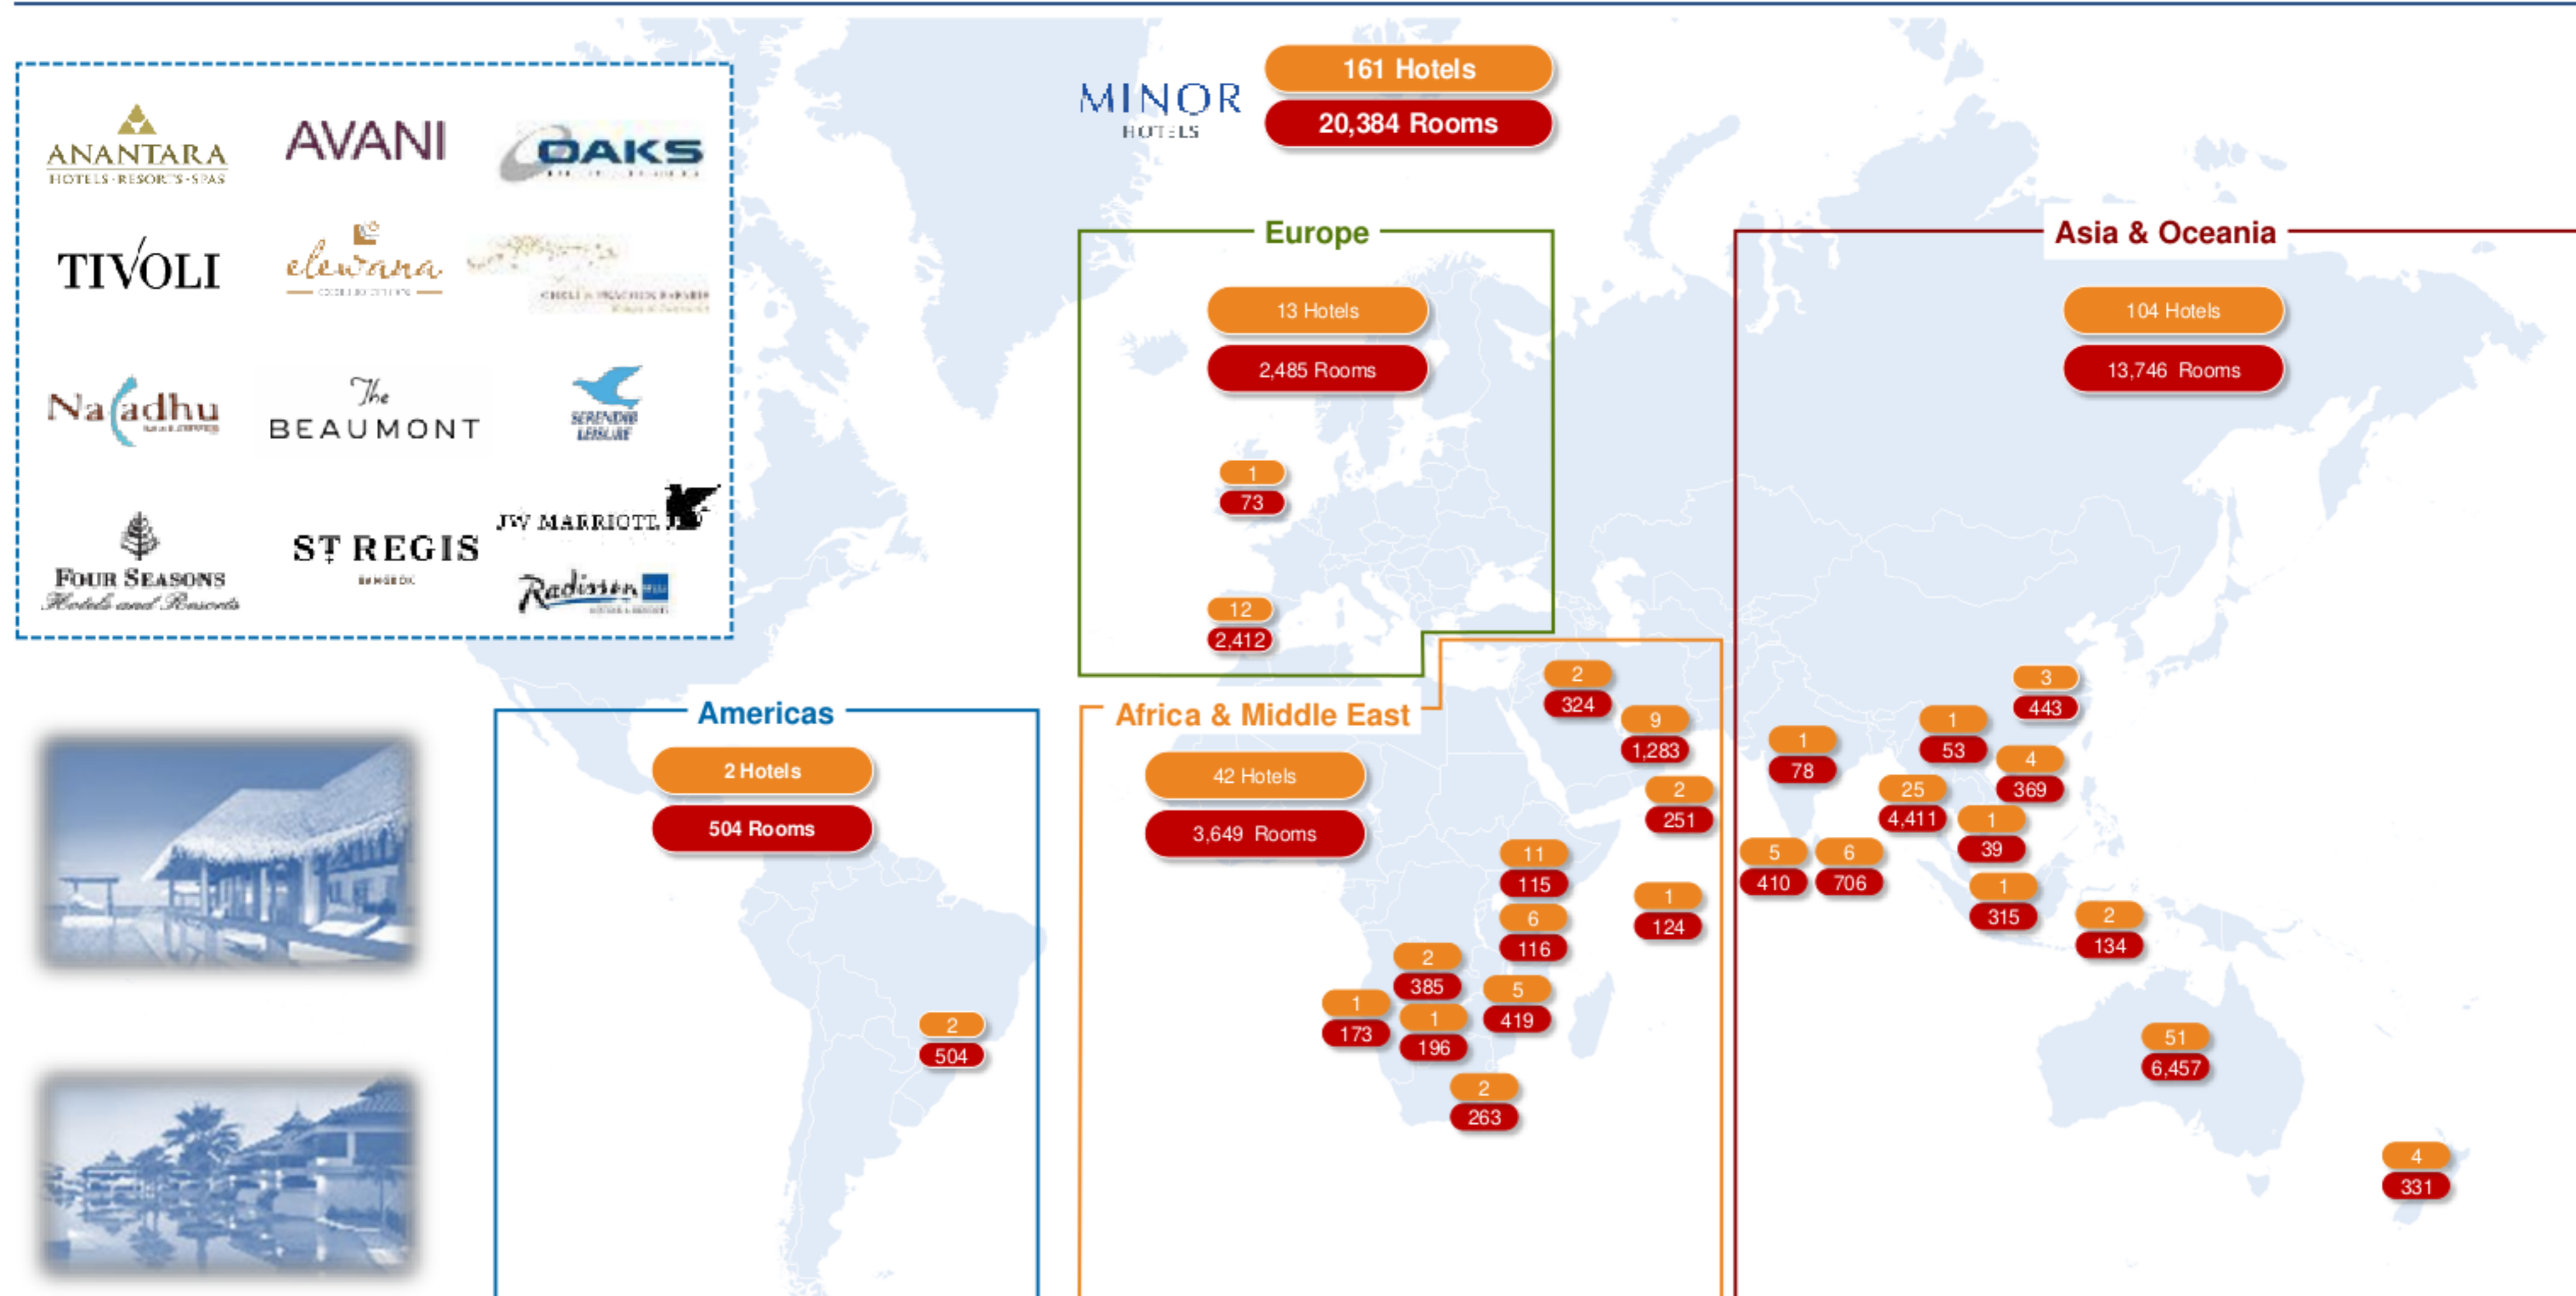 161 Hotels
MINOR
HOTELS
20,384 Rooms
ANANTARA
HOTELS·RESORTS·SPAS
AVANI
OAKS
TIVOLI
elewana
Naladhu
The
BEAUMONT
SERENDIB
LEISURE
FOUR SEASONS
Hotels and Resorts
ST REGIS
BANGKOK
JW MARRIOTT
Radisson
Europe
13 Hotels
2,485 Rooms
1
73
12
2,412
Asia & Oceania
104 Hotels
13,746 Rooms
3
443
1
53
1
78
4
369
25
4,411
1
39
5
410
6
706
1
315
2
134
51
6,457
4
331
Americas
2 Hotels
504 Rooms
2
504
Africa & Middle East
42 Hotels
3,649 Rooms
2
324
9
1,283
2
251
11
115
1
124
6
116
2
385
5
419
1
173
1
196
2
263